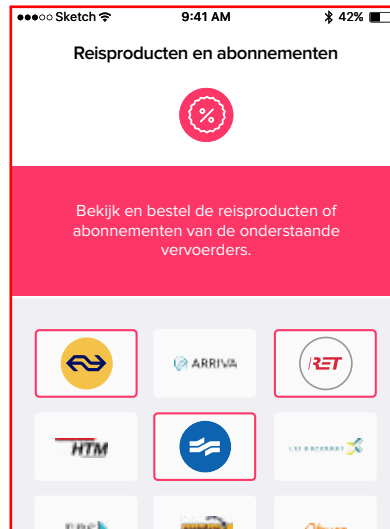 Sketch 9:41 AM 42%
Reisproducten en abonnementen
%
Bekijk en bestel de reisproducten of
abonnementen van de onderstaande
vervoerders.
ARRIVA RET
HTM